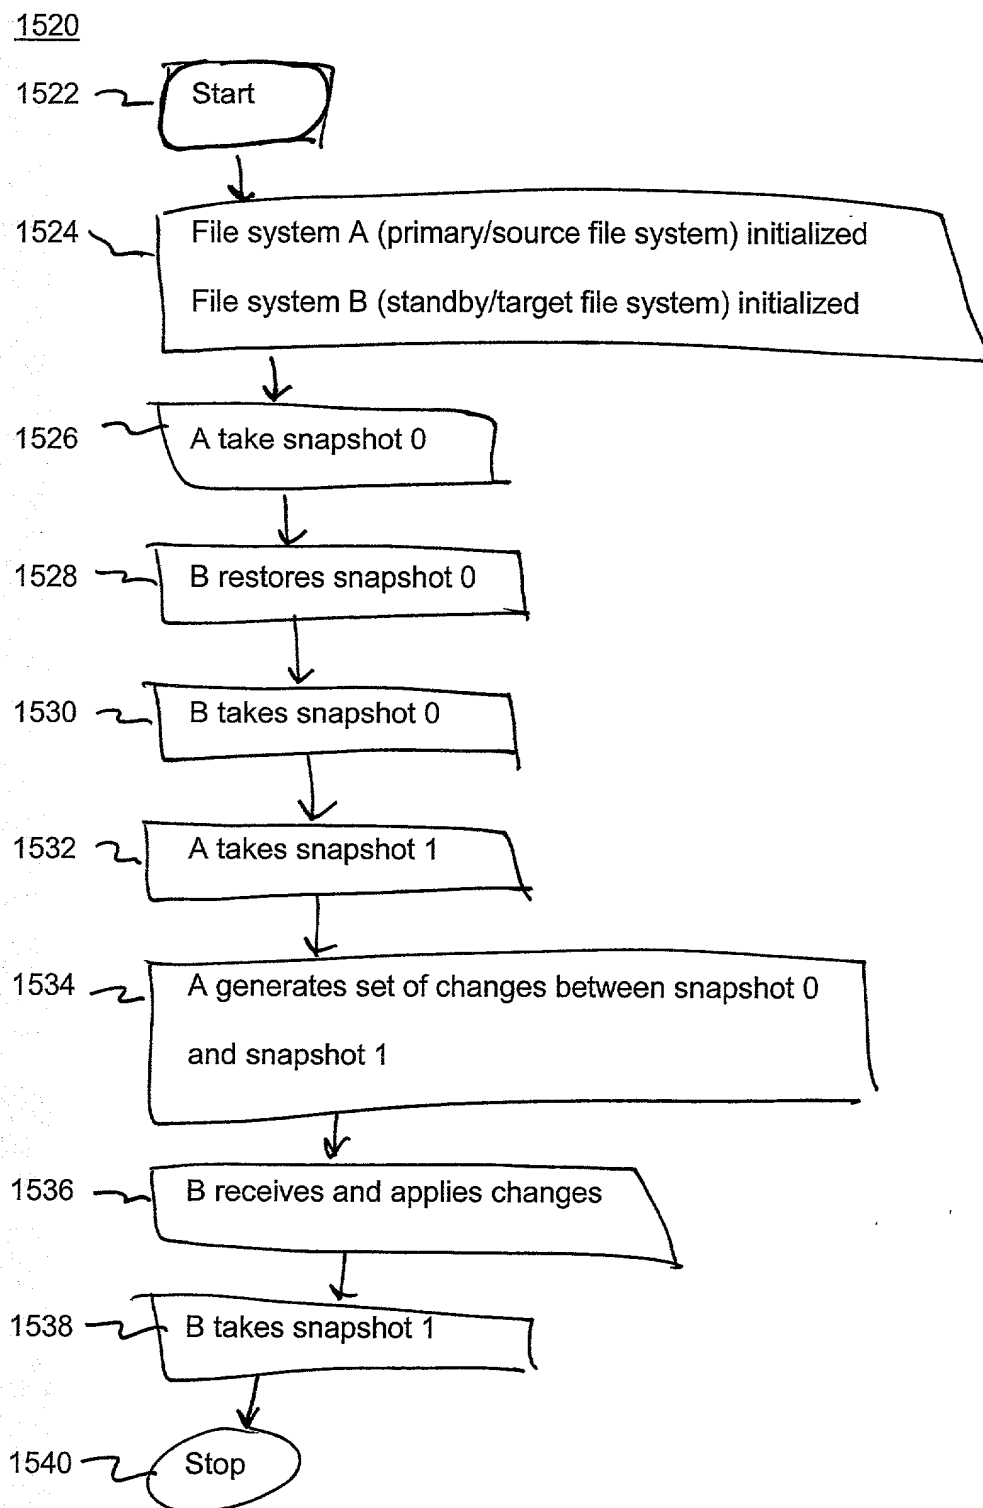 1520
1522 Start
1524 File system A (primary/source file system) initialized
File system B (standby/target file system) initialized
1526 A take snapshot 0
1528 B restores snapshot 0
1530 B takes snapshot 0
1532 A takes snapshot 1
1534 A generates set of changes between snapshot 0
and snapshot 1
1536 B receives and applies changes
1538 B takes snapshot 1
1540 Stop